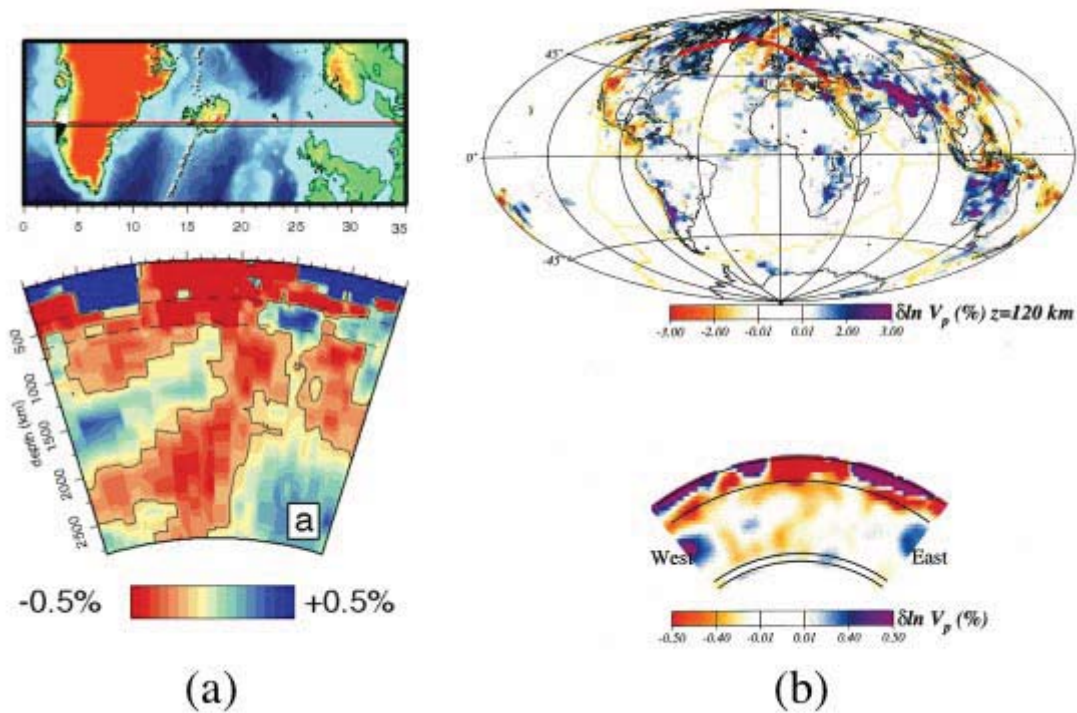 0 5 10 15 20 25 30 35
500
1000
1500
2000
2500
depth (km)
a
-0.5% +0.5%
(a)
45°
0°
-45°
-3.00 -2.00 -0.01 0.01 2.00 3.00
δln Vp (%) z=120 km
West East
-0.50 -0.40 -0.01 0.01 0.40 0.50
δln Vp (%)
(b)